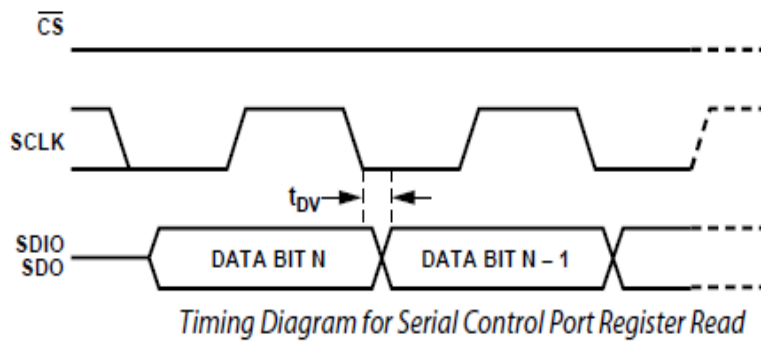 CS
SCLK
tDV
SDIO
SDO
DATA BIT N
DATA BIT N – 1
Timing Diagram for Serial Control Port Register Read